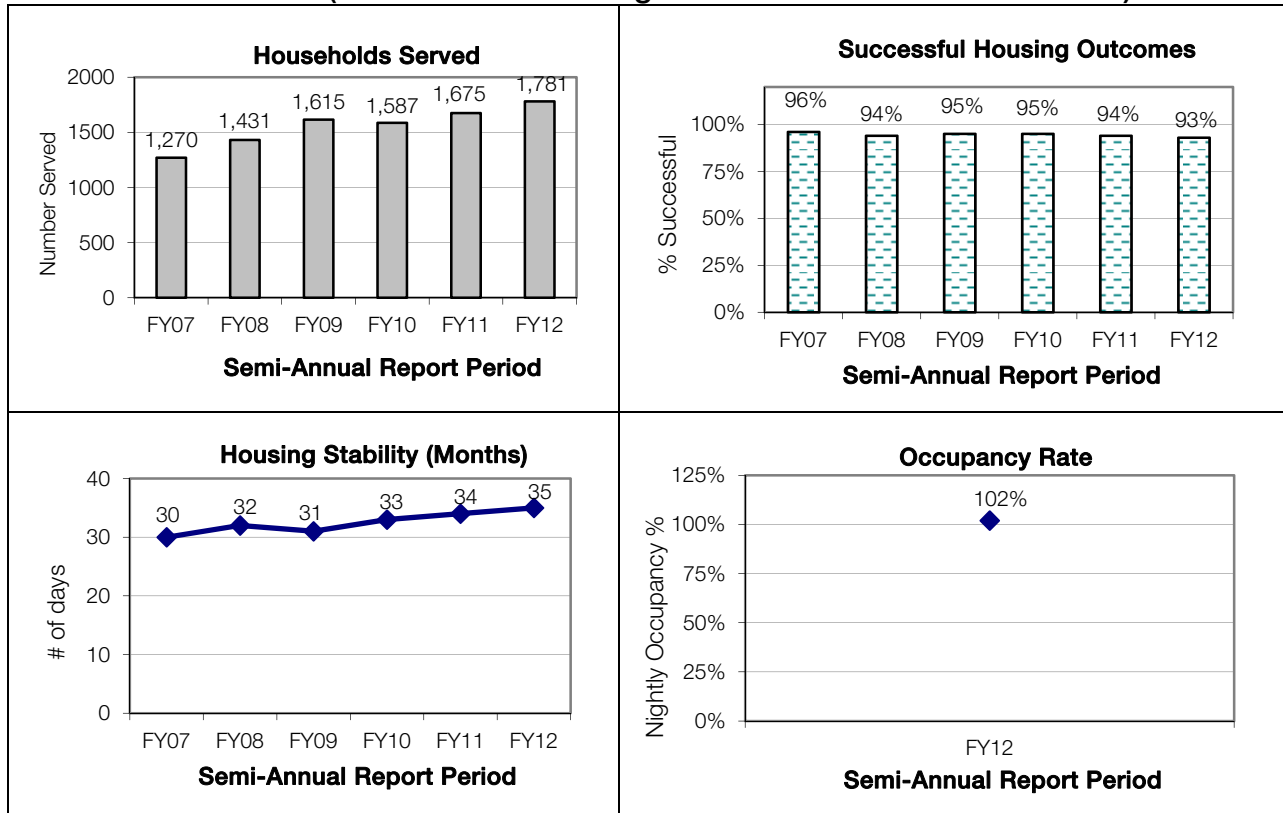 Households Served
2000
1500
1000
500
0
Number Served
1,270
1,431
1,615
1,587
1,675
1,781
FY07 FY08 FY09 FY10 FY11 FY12
Semi-Annual Report Period
Successful Housing Outcomes
100%
75%
50%
25%
0%
% Successful
96%
94%
95%
95%
94%
93%
FY07 FY08 FY09 FY10 FY11 FY12
Semi-Annual Report Period
Housing Stability (Months)
40
30
20
10
0
# of days
30
32
31
33
34
35
FY07 FY08 FY09 FY10 FY11 FY12
Semi-Annual Report Period
Occupancy Rate
125%
100%
75%
50%
25%
0%
Nightly Occupancy %
102%
FY12
Semi-Annual Report Period